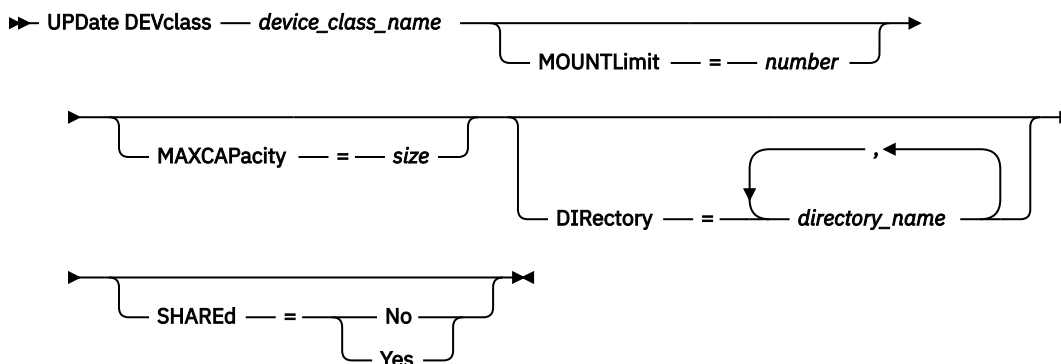 UPDate DEVclass — device_class_name
MOUNTLimit — = — number
MAXCAPacity — = — size
,
DIRectory — = — directory_name
SHAREd — = — No
Yes